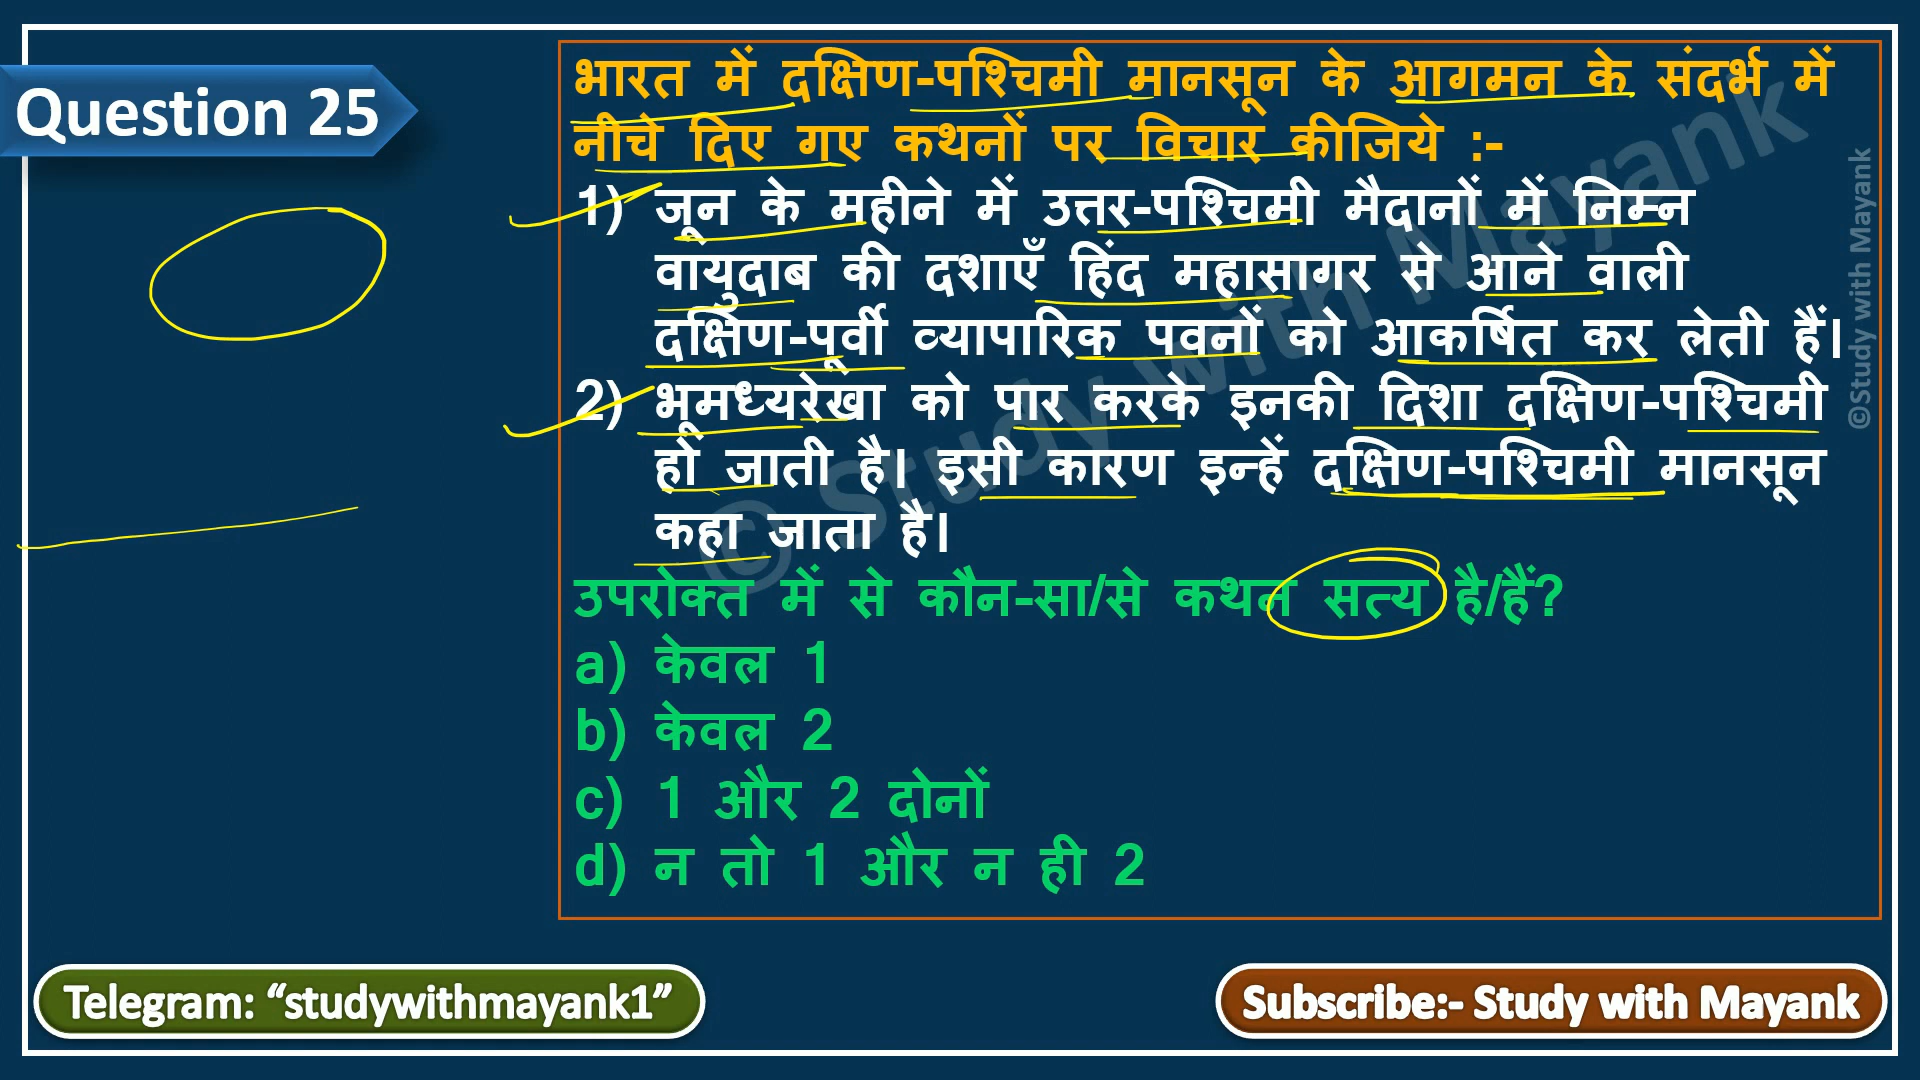 Question 25
भारत में दक्षिण-पश्चिमी मानसून के आगमन के संदर्भ में
नीचे दिए गए कथनों पर विचार कीजिये :-
1) जून के महीने में उत्तर-पश्चिमी मैदानों में निम्न
वायुदाब की दशाएँ हिंद महासागर से आने वाली
दक्षिण-पूर्वी व्यापारिक पवनों को आकर्षित कर लेती हैं।
2) भूमध्यरेखा को पार करके इनकी दिशा दक्षिण-पश्चिमी
हो जाती है। इसी कारण इन्हें दक्षिण-पश्चिमी मानसून
कहा जाता है।
उपरोक्त में से कौन-सा/से कथन सत्य है/हैं?
a) केवल 1
b) केवल 2
c) 1 और 2 दोनों
d) न तो 1 और न ही 2
© Study with Mayank
©Study with Mayank
Telegram: “studywithmayank1”
Subscribe:- Study with Mayank